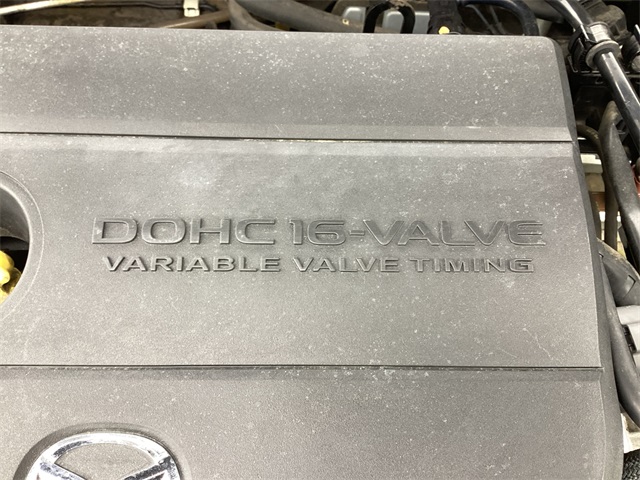 DOHC 16-VALVE
VARIABLE VALVE TIMING